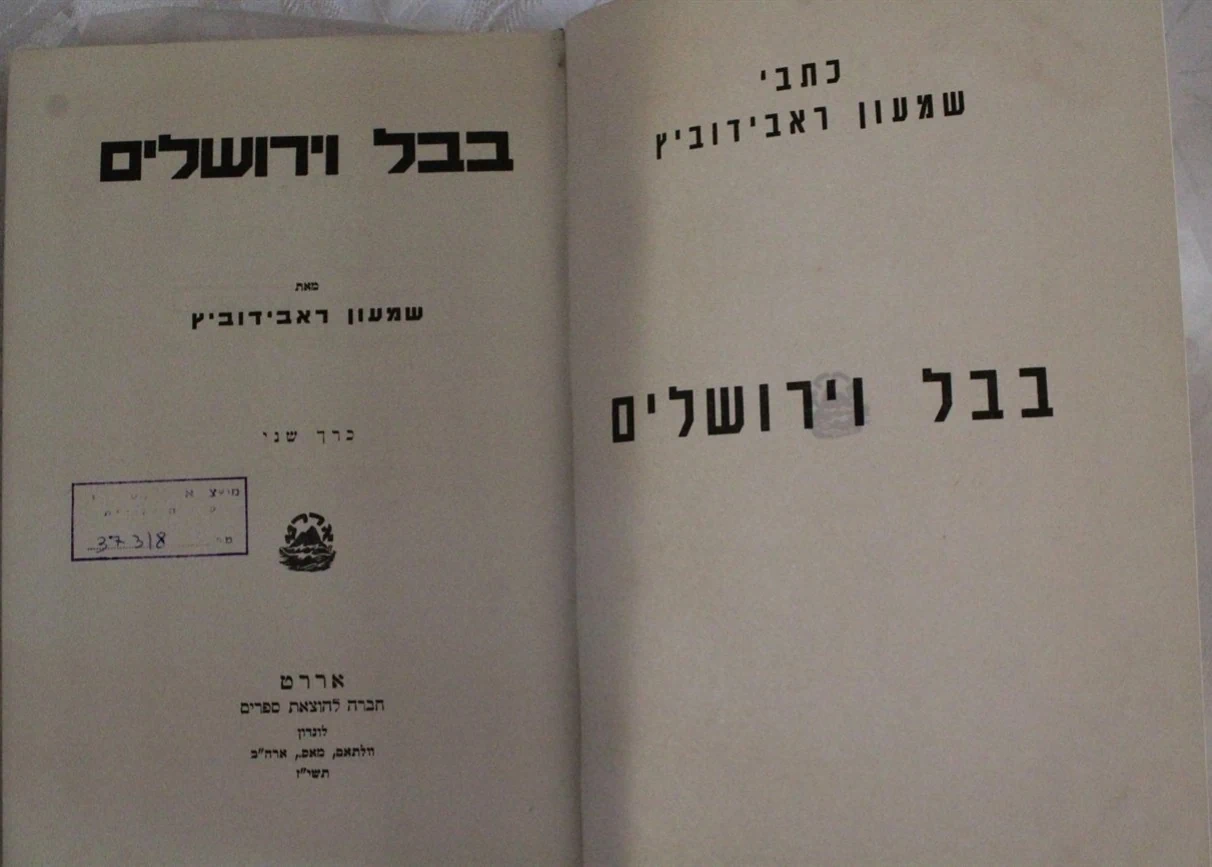 כתבי
שמעון ראבידוביץ
בבל וירושלים
בבל וירושלים
מאת
שמעון ראבידוביץ
כרך שני
37318
אררט
חברה להוצאת ספרים
לונדון
וולתאם, מאס., ארה"ב
תשי"ז